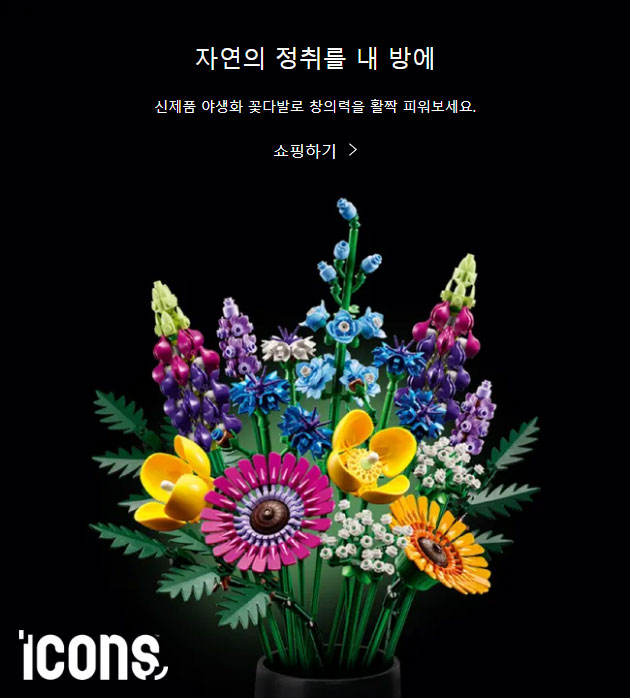 자연의 정취를 내 방에
신제품 야생화 꽃다발로 창의력을 활짝 피워보세요.
쇼핑하기 >
icons